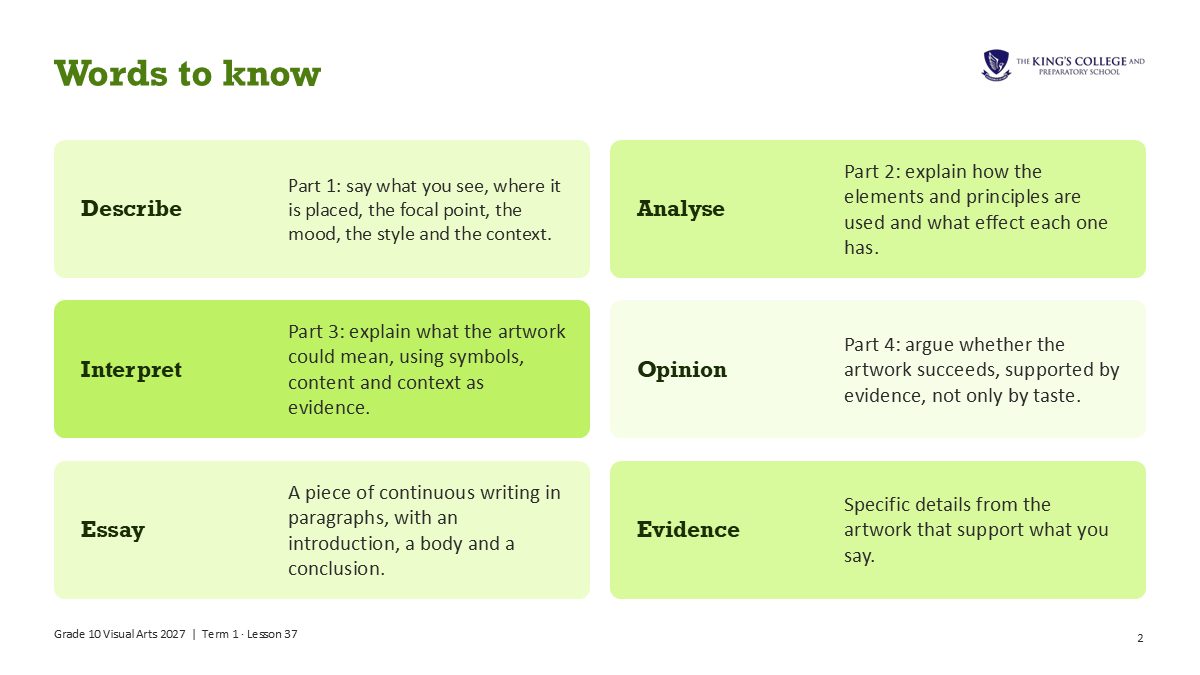 Words to know
THE KING'S COLLEGE AND
PREPARATORY SCHOOL
Describe
Part 1: say what you see, where it
is placed, the focal point, the
mood, the style and the context.
Analyse
Part 2: explain how the
elements and principles are
used and what effect each one
has.
Interpret
Part 3: explain what the artwork
could mean, using symbols,
content and context as
evidence.
Opinion
Part 4: argue whether the
artwork succeeds, supported by
evidence, not only by taste.
Essay
A piece of continuous writing in
paragraphs, with an
introduction, a body and a
conclusion.
Evidence
Specific details from the
artwork that support what you
say.
Grade 10 Visual Arts 2027 | Term 1 · Lesson 37
2